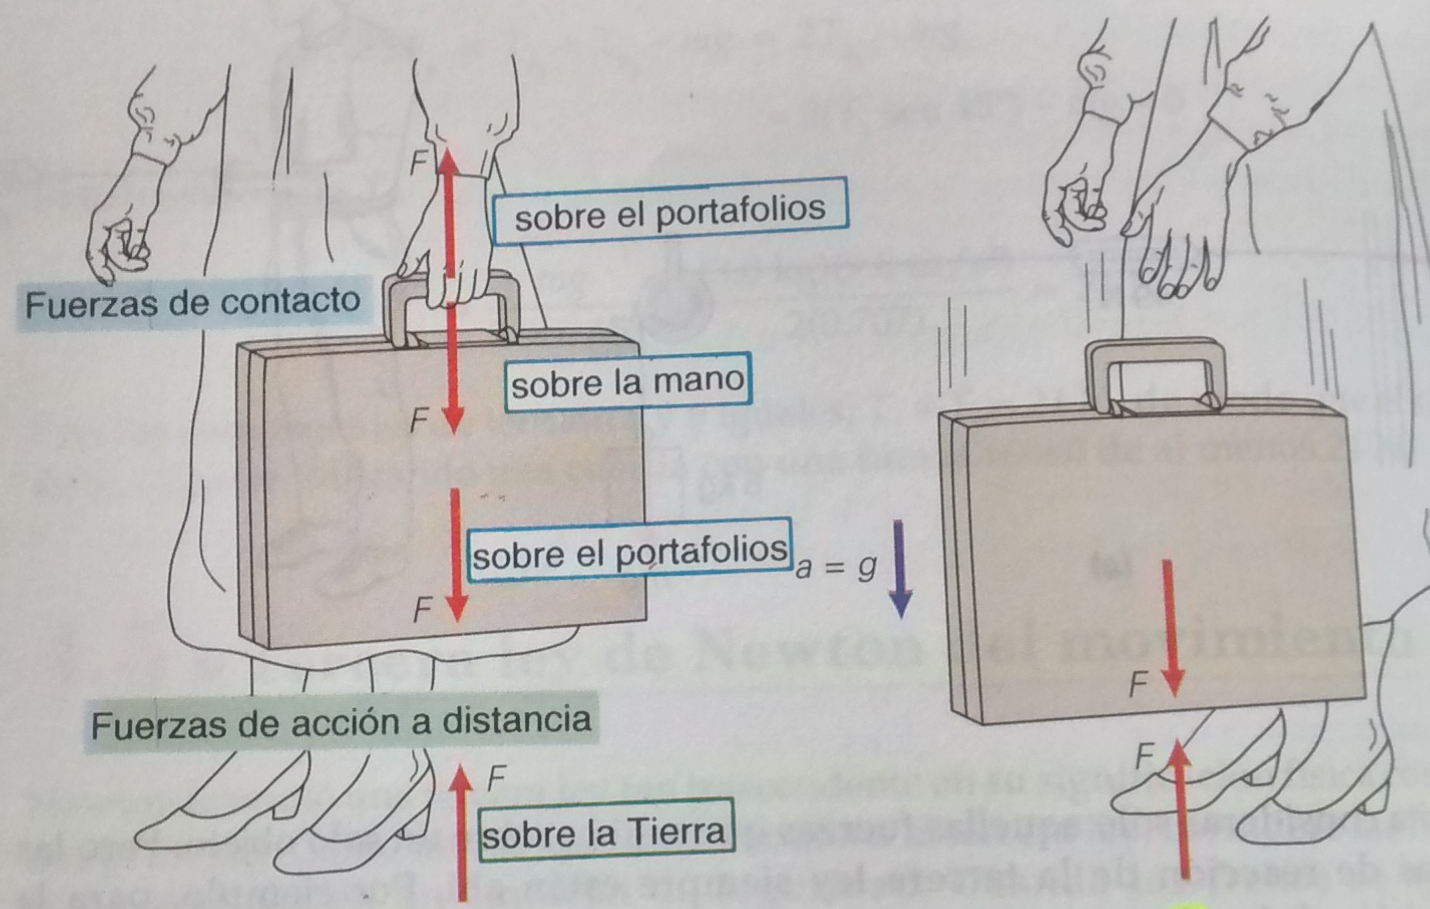 F
sobre el portafolios
Fuerzas de contacto
sobre la mano
F
sobre el portafolios
a = g
F
F
Fuerzas de acción a distancia
F
F
sobre la Tierra